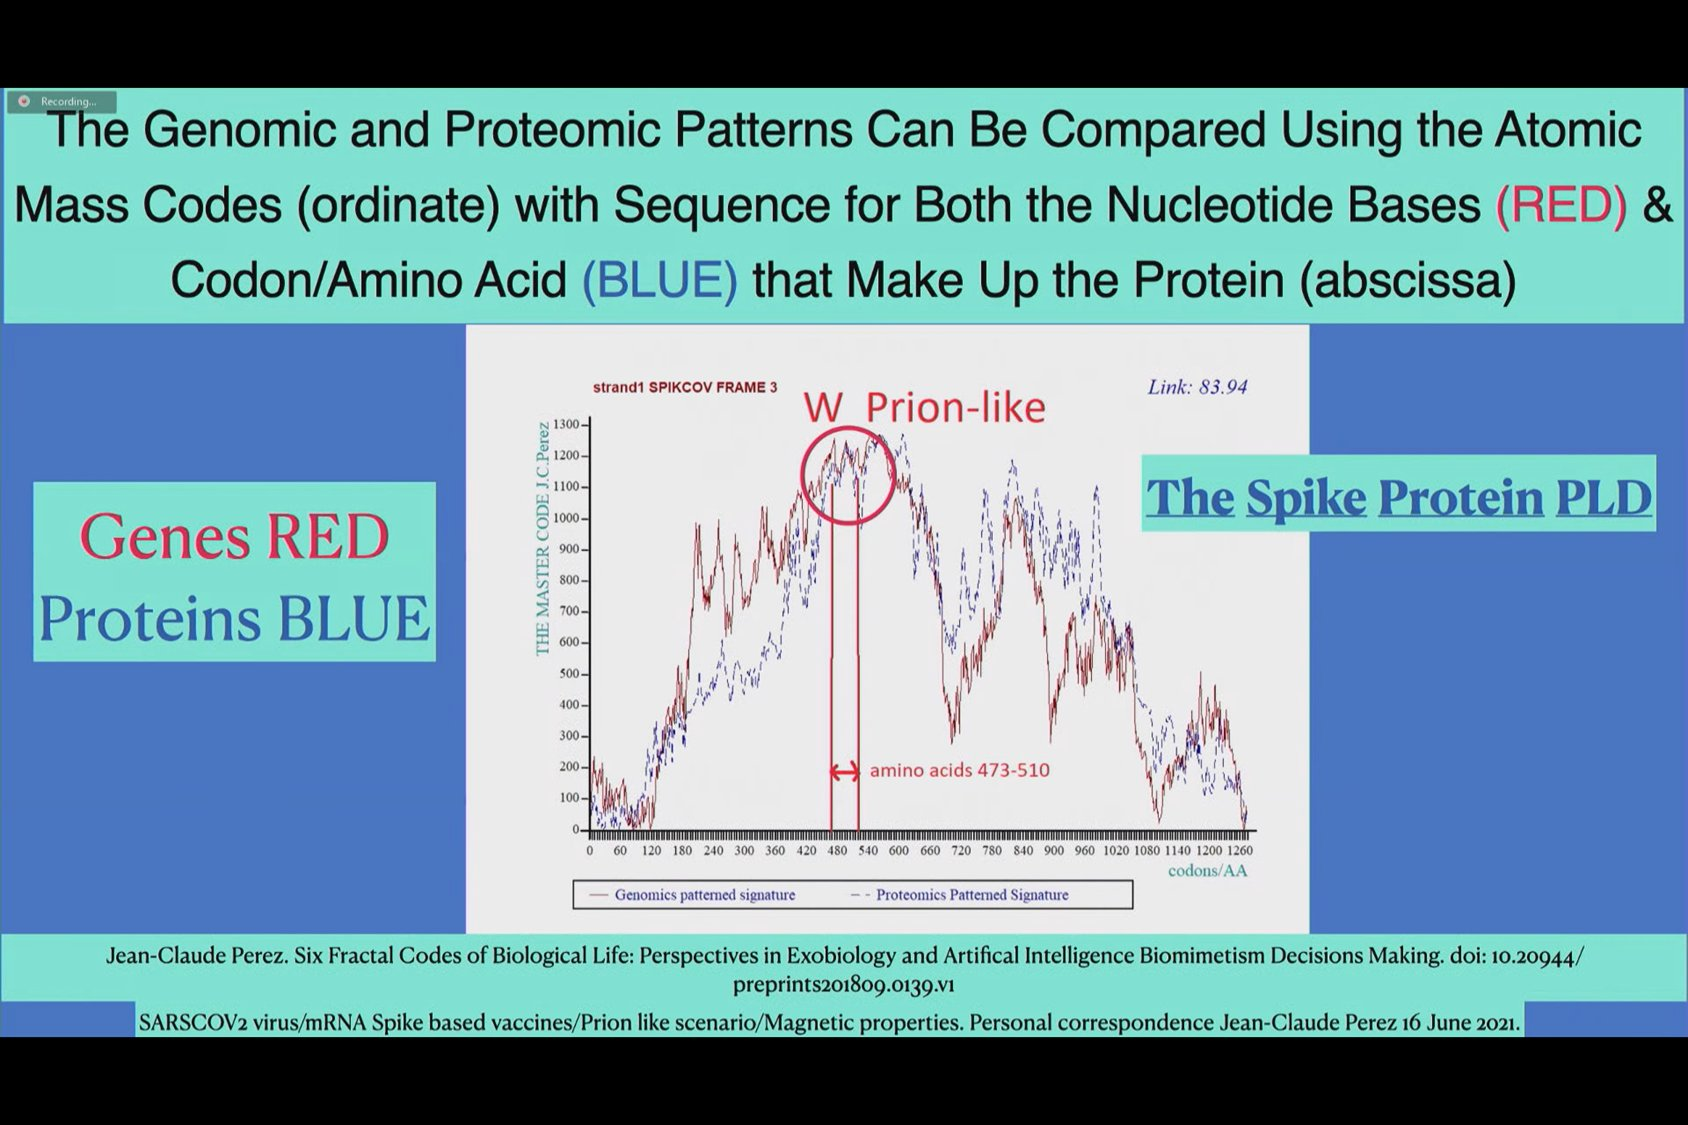 Recording...
The Genomic and Proteomic Patterns Can Be Compared Using the Atomic
Mass Codes (ordinate) with Sequence for Both the Nucleotide Bases (RED) &
Codon/Amino Acid (BLUE) that Make Up the Protein (abscissa)
Genes RED
Proteins BLUE
strand1 SPIKCOV FRAME 3
Link: 83.94
W Prion-like
The Spike Protein PLD
THE MASTER CODE J.C.Perez
1300
1200
1100
1000
900
800
700
600
500
400
300
200
100
0
amino acids 473-510
0 60 120 180 240 300 360 420 480 540 600 660 720 780 840 900 960 1020 1080 1140 1200 1260
codons/AA
Genomics patterned signature
Proteomics Patterned Signature
Jean-Claude Perez. Six Fractal Codes of Biological Life: Perspectives in Exobiology and Artifical Intelligence Biomimetism Decisions Making. doi: 10.20944/
preprints201809.0139.v1
SARSCOV2 virus/mRNA Spike based vaccines/Prion like scenario/Magnetic properties. Personal correspondence Jean-Claude Perez 16 June 2021.